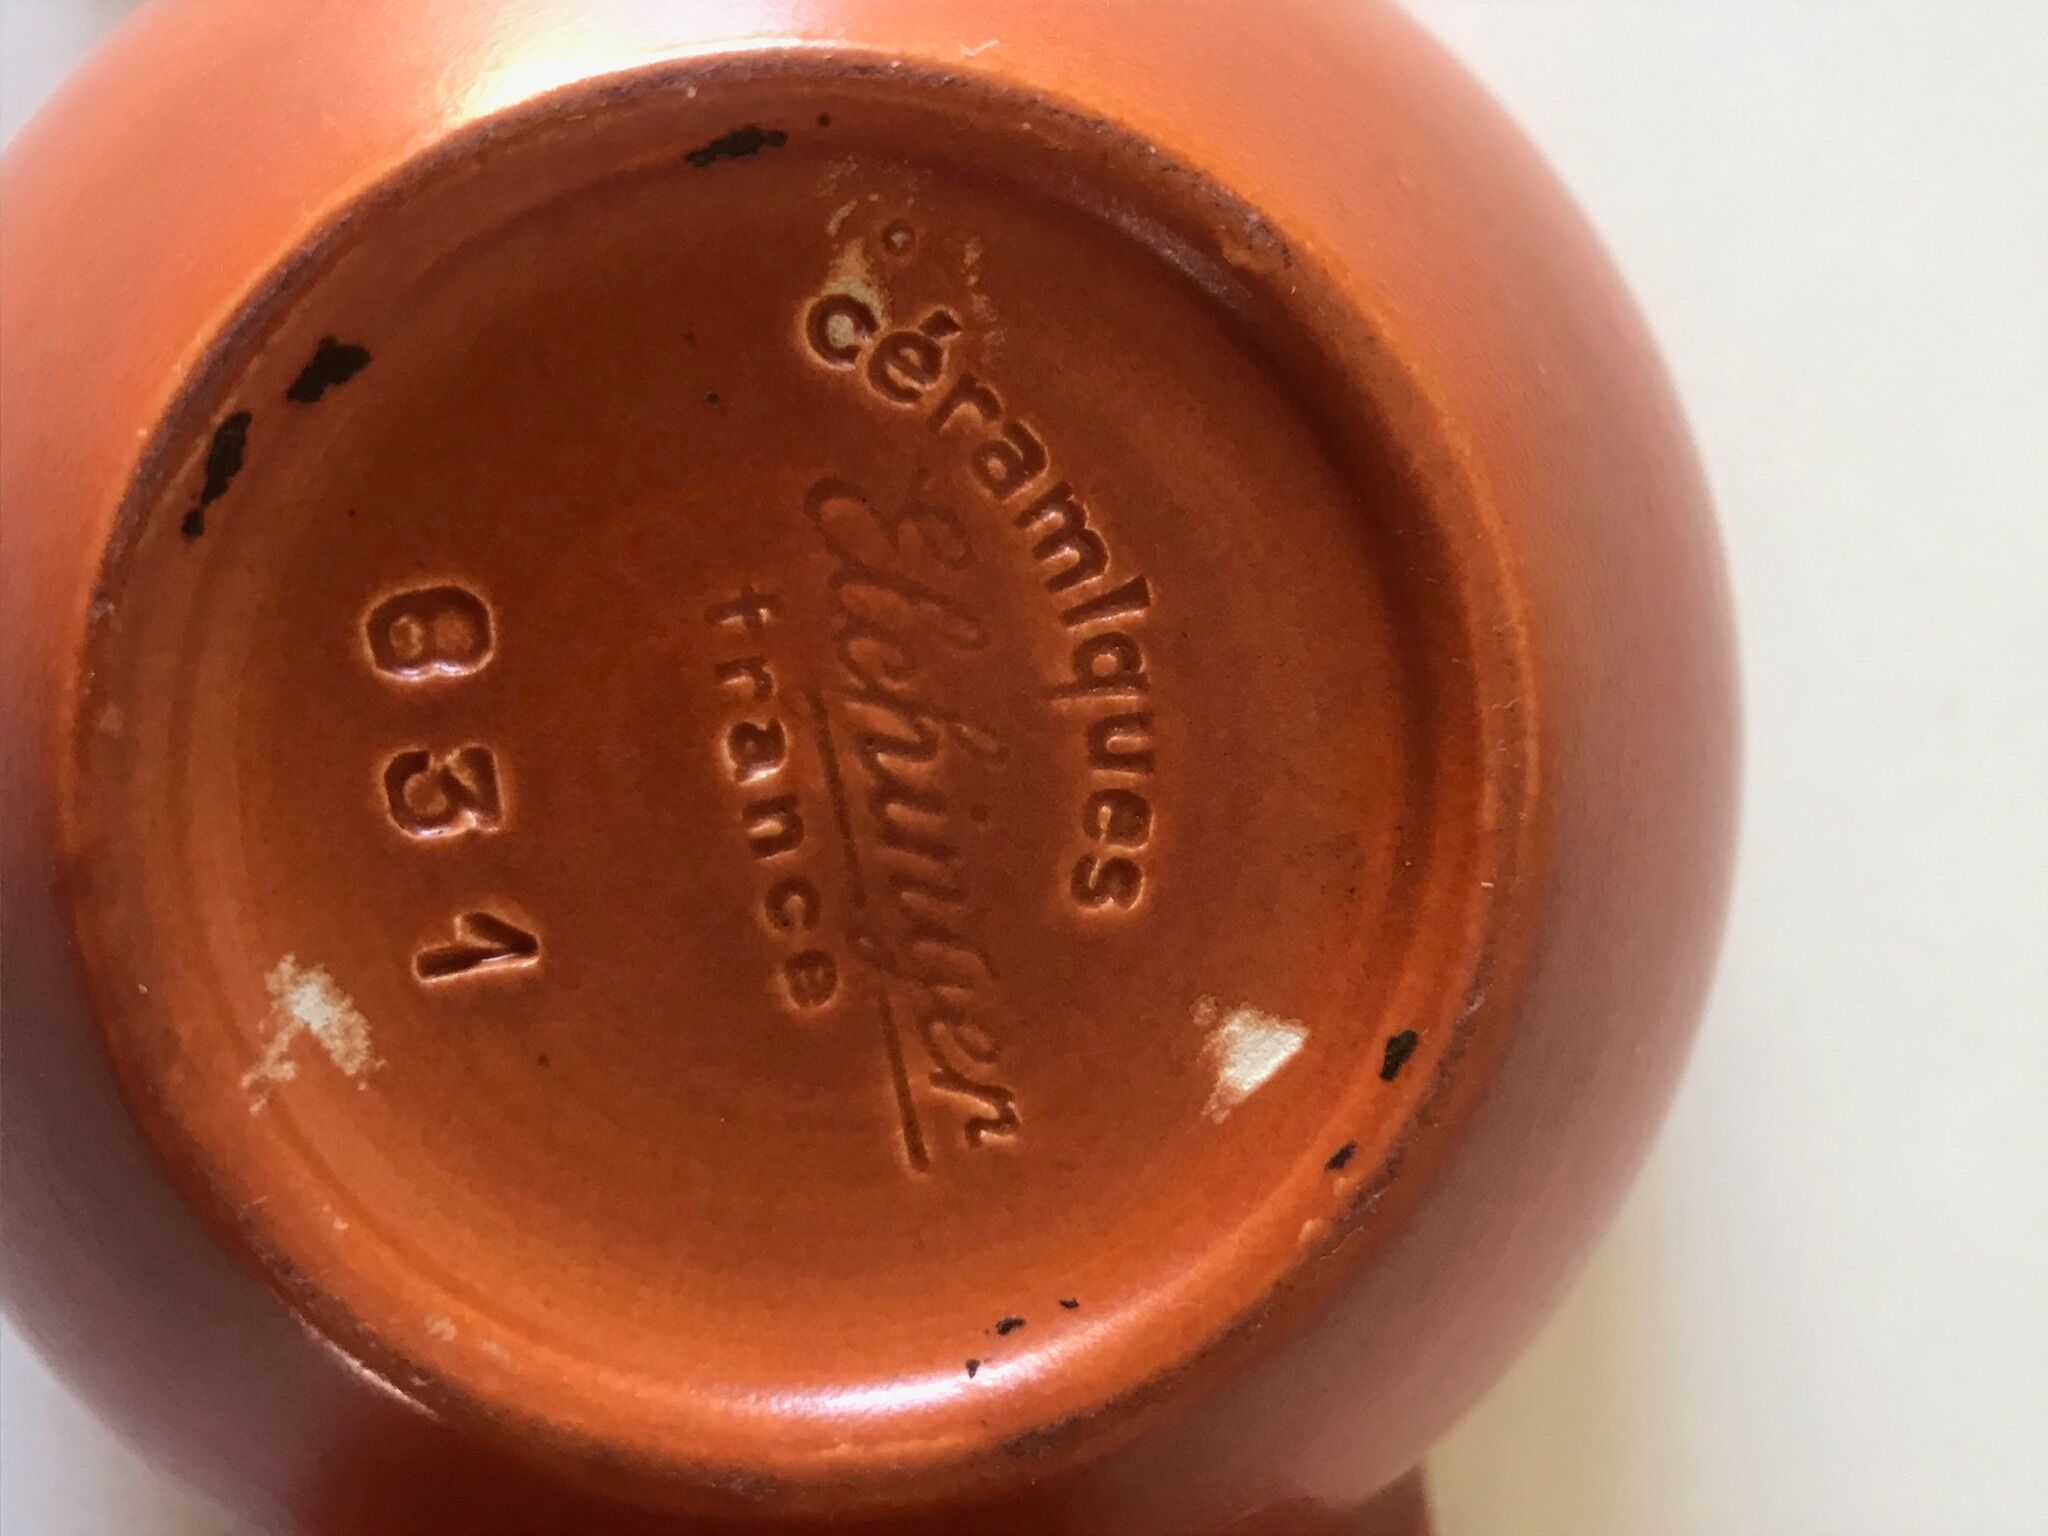 céramiques
Elchinger
france
831